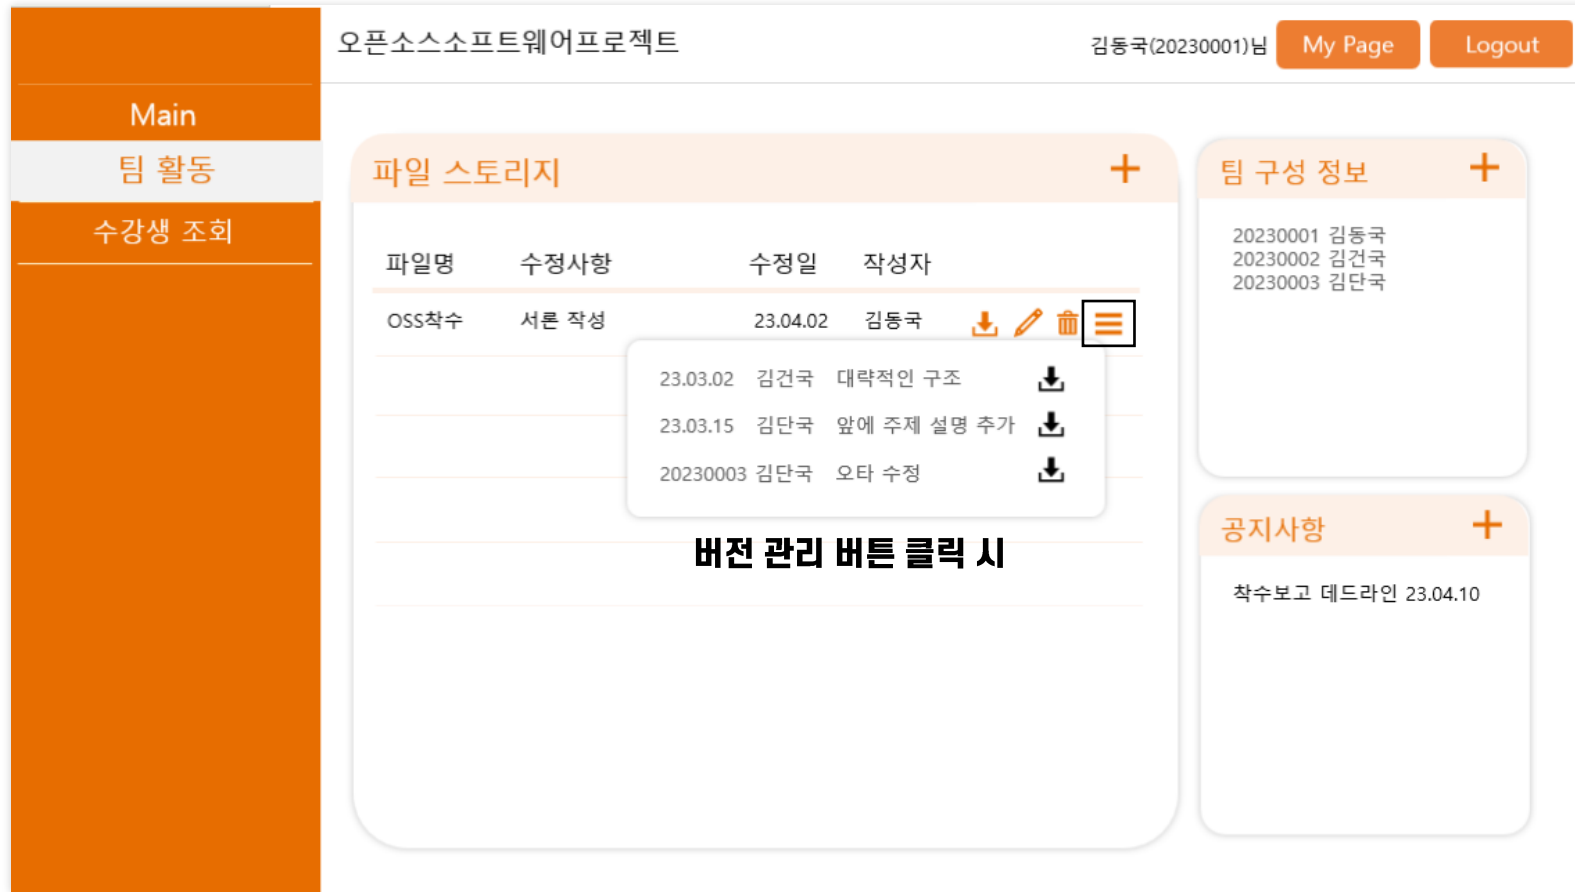 오픈소스소프트웨어프로젝트
김동국(20230001)님 My Page Logout
Main
팀 활동
수강생 조회
파일 스토리지
파일명 수정사항 수정일 작성자
OSS착수 서론 작성 23.04.02 김동국
23.03.02 김건국 대략적인 구조
23.03.15 김단국 앞에 주제 설명 추가
20230003 김단국 오타 수정
버전 관리 버튼 클릭 시
팀 구성 정보
20230001 김동국
20230002 김건국
20230003 김단국
공지사항
착수보고 데드라인 23.04.10